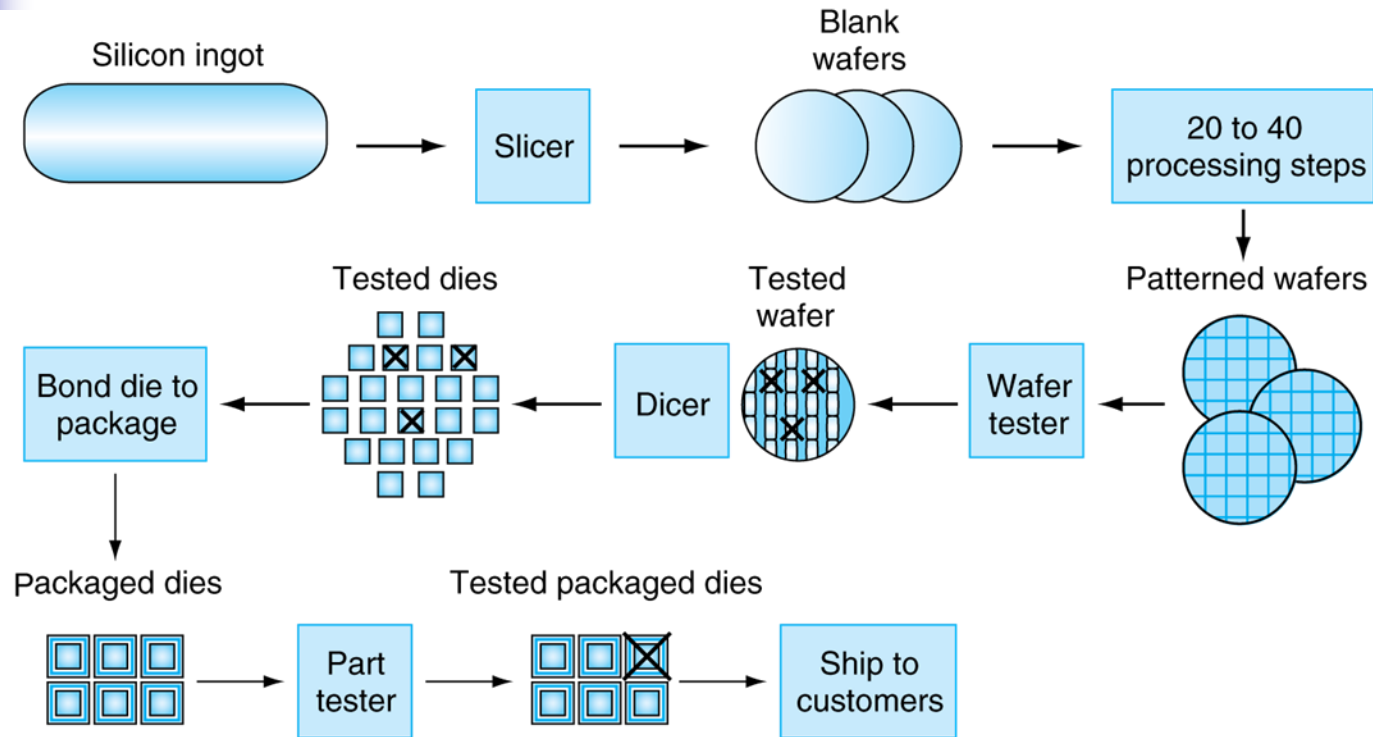 Silicon ingot
Slicer
Blank
wafers
20 to 40
processing steps
Patterned wafers
Wafer
tester
Tested
wafer
Dicer
Tested dies
Bond die to
package
Packaged dies
Part
tester
Tested packaged dies
Ship to
customers